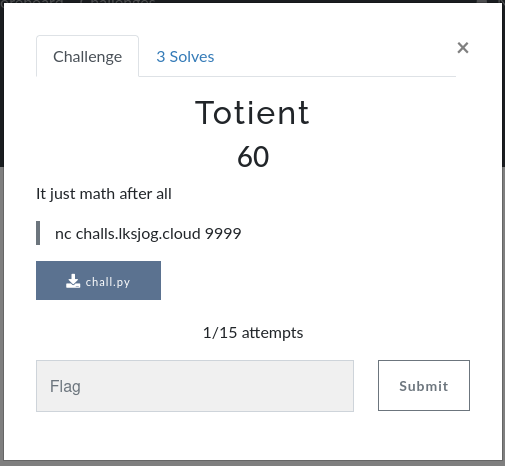 Challenge 3 Solves ×
Totient
60
It just math after all
nc challs.lksjog.cloud 9999
chall.py
1/15 attempts
Flag Submit